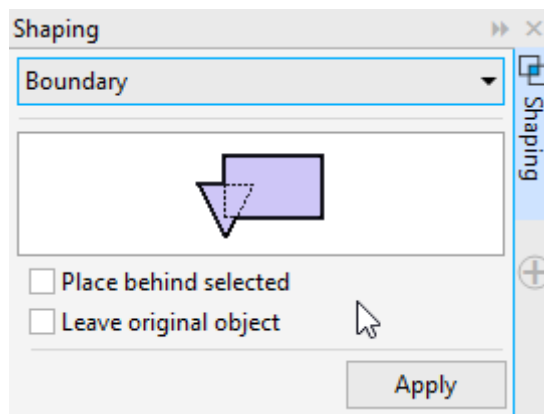 Shaping
Boundary
Shaping
Place behind selected
Leave original object
Apply